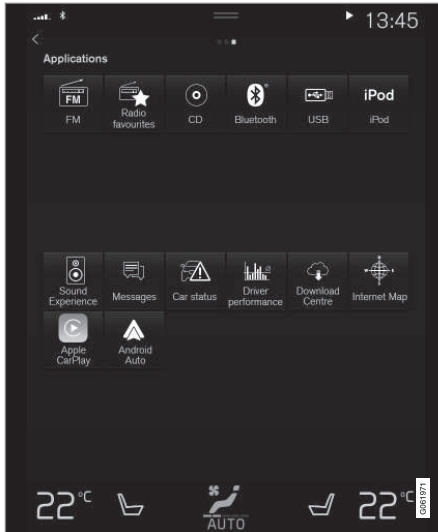 13:45
Applications
FM
iPod
FM
Radio
favourites
CD
Bluetooth
USB
iPod
Sound
Experience
Messages
Car status
Driver
performance
Download
Centre
Internet Map
Apple
CarPlay
Android
Auto
22°C
AUTO
22°C
G061971